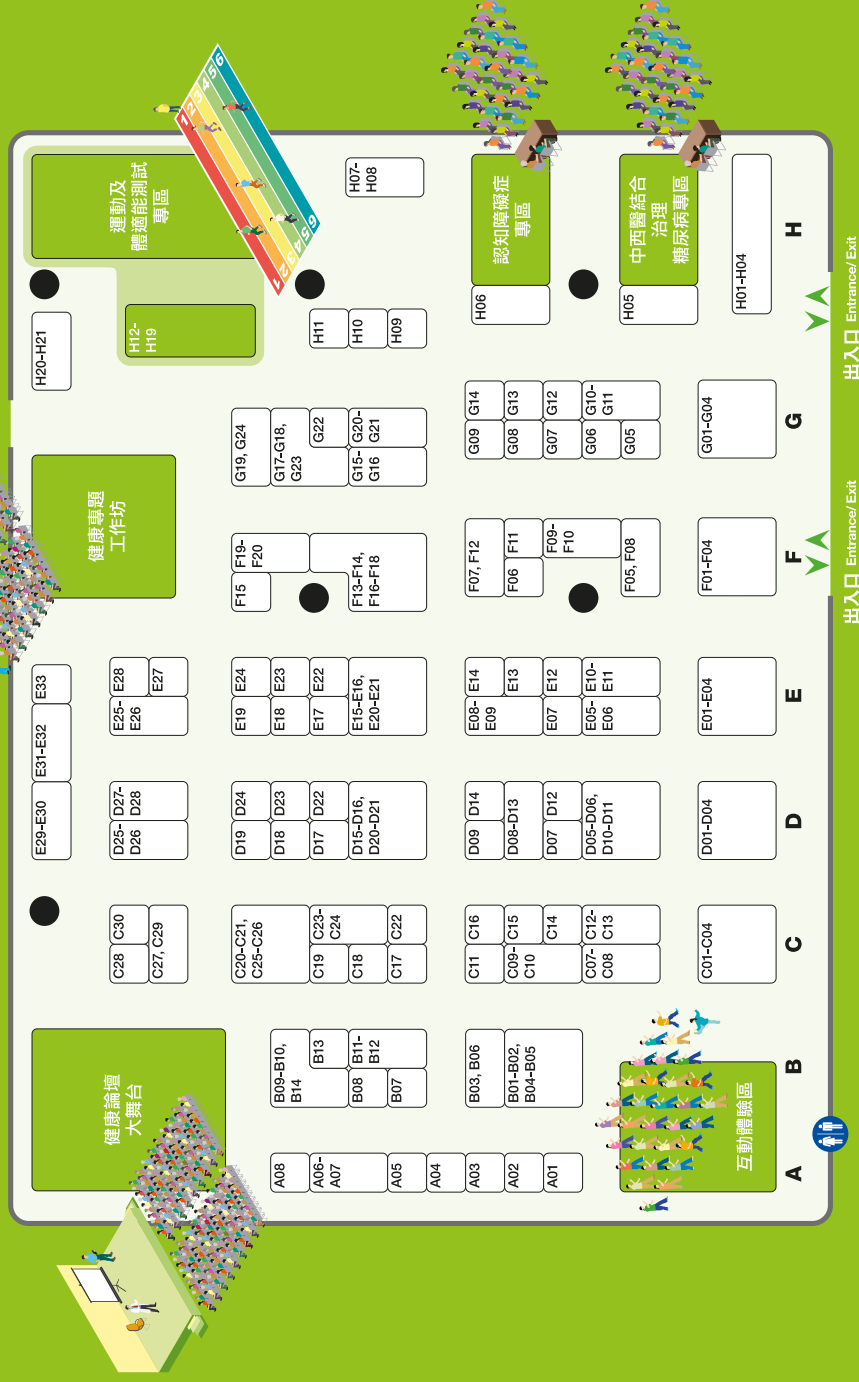 健康論壇
大舞台
健康專題
工作坊
運動及
體適能測試
專區
1 2 3 4 5 6
1 2 3 4 5 6
認知障礙症
專區
中西醫結合
治理
糖尿病專區
互動體驗區
A08
A06-
A07
A05
A04
A03
A02
A01
B09-B10,
B14
B13
B08
B11-
B12
B07
B03, B06
B01-B02,
B04-B05
C28
C30
C27, C29
C20-C21,
C25-C26
C19
C23-
C24
C18
C17
C22
C11
C16
C09-
C10
C15
C14
C07-
C08
C12-
C13
C01-C04
D25-
D26
D27-
D28
D19
D24
D18
D23
D17
D22
D15-D16,
D20-D21
D09
D14
D08-D13
D07
D12
D05-D06,
D10-D11
D01-D04
E29-E30
E31-E32
E33
E25-
E26
E28
E27
E19
E24
E18
E23
E17
E22
E15-E16,
E20-E21
E08-
E09
E14
E13
E07
E12
E05-
E06
E10-
E11
E01-E04
F15
F19-
F20
F13-F14,
F16-F18
F07, F12
F06
F11
F09-
F10
F05, F08
F01-F04
G19, G24
G17-G18,
G23
G22
G15-
G16
G20-
G21
G09
G14
G08
G13
G07
G12
G06
G10-
G11
G05
G01-G04
H20-H21
H12-
H19
H11
H10
H09
H07-
H08
H06
H05
H01-H04
A
B
C
D
E
F
G
H
出入口 Entrance/ Exit
出入口 Entrance/ Exit